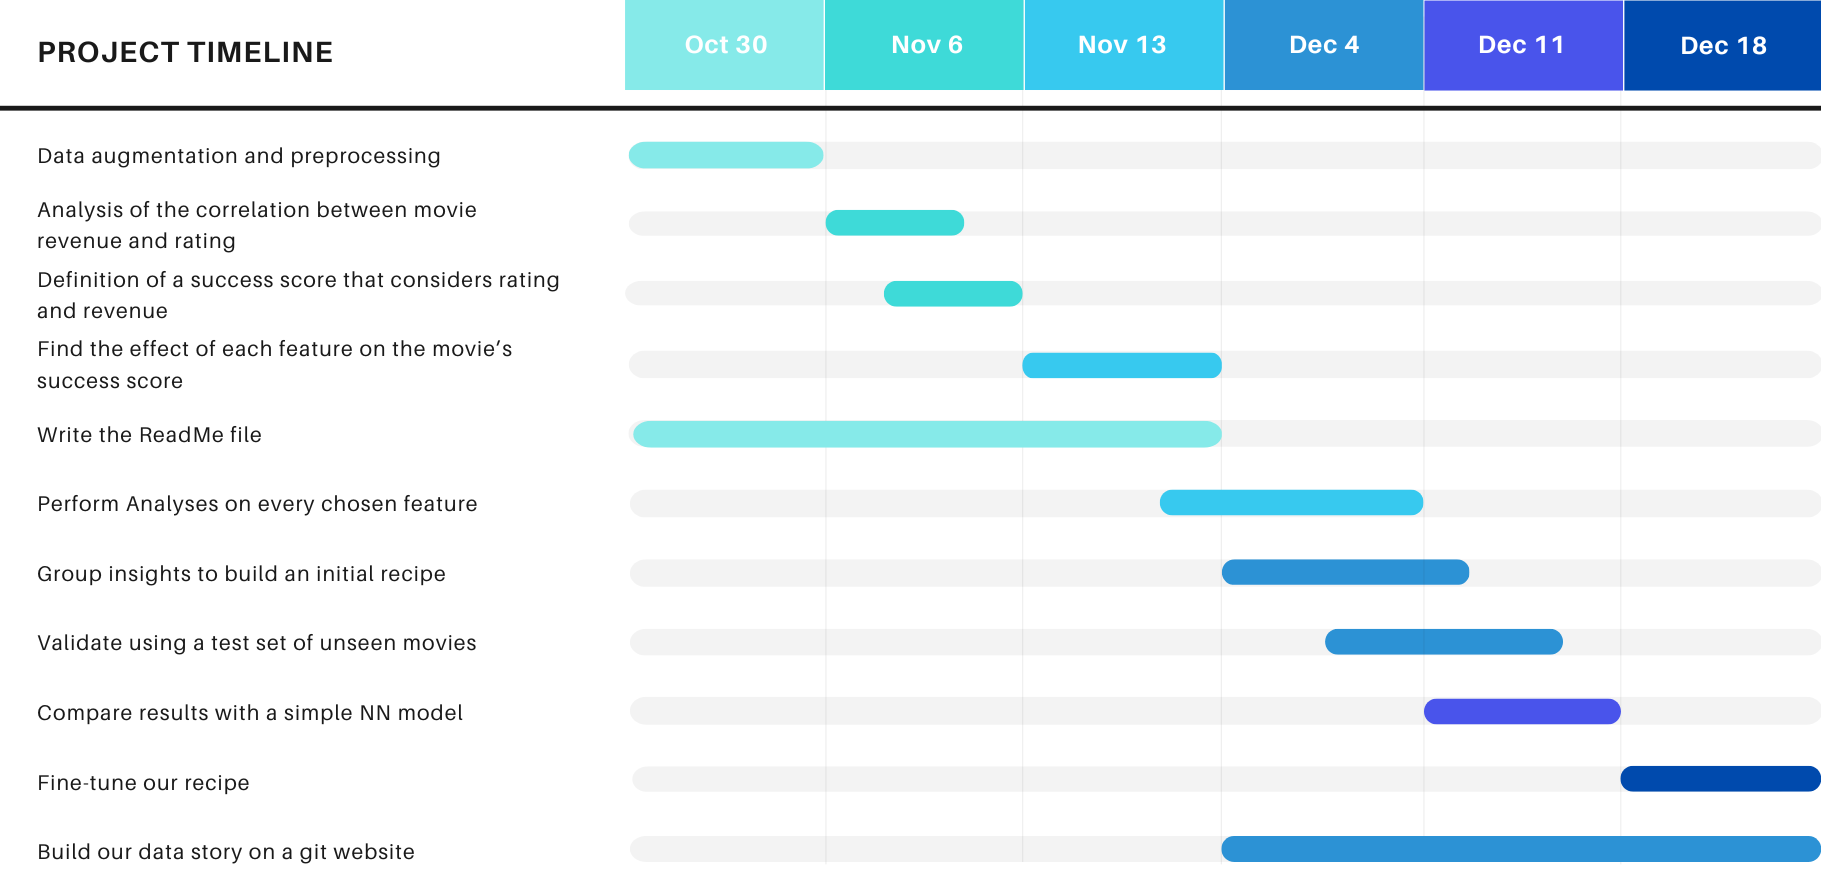 PROJECT TIMELINE
Oct 30
Nov 6
Nov 13
Dec 4
Dec 11
Dec 18
Data augmentation and preprocessing
Analysis of the correlation between movie
revenue and rating
Definition of a success score that considers rating
and revenue
Find the effect of each feature on the movie’s
success score
Write the ReadMe file
Perform Analyses on every chosen feature
Group insights to build an initial recipe
Validate using a test set of unseen movies
Compare results with a simple NN model
Fine-tune our recipe
Build our data story on a git website